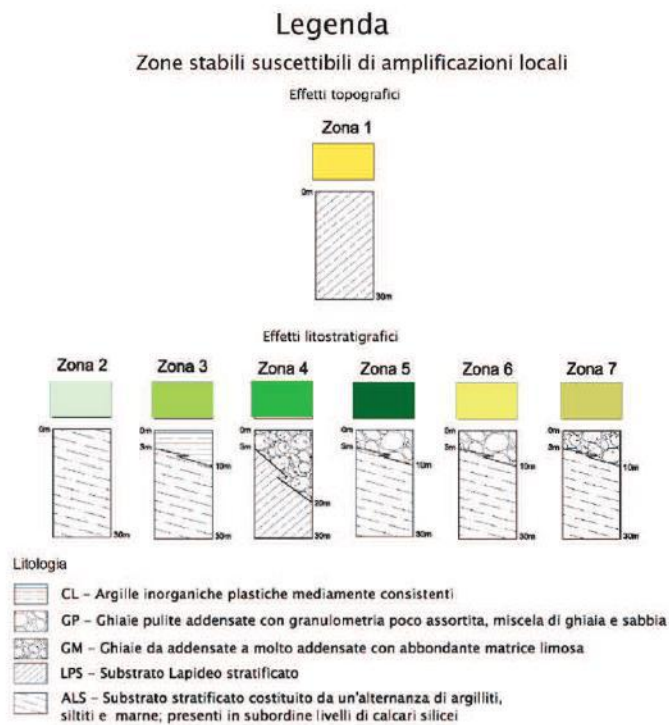 Legenda
Zone stabili suscettibili di amplificazioni locali
Effetti topografici
Zona 1
0m
30m
Effetti litostratigrafici
Zona 2 Zona 3 Zona 4 Zona 5 Zona 6 Zona 7
0m 0m 0m 0m 0m 0m
3m 5m 5m 5m 3m
10m 10m 10m 10m
20m
30m 30m 30m 30m 30m
Litologia
CL – Argille inorganiche plastiche mediamente consistenti
GP – Ghiaie pulite addensate con granulometria poco assortita, miscela di ghiaia e sabbia
GM – Ghiaie da addensate a molto addensate con abbondante matrice limosa
LPS – Substrato Lapideo stratificato
ALS – Substrato stratificato costituito da un'alternanza di argilliti,
siltiti e marne; presenti in subordine livelli di calcari silicei